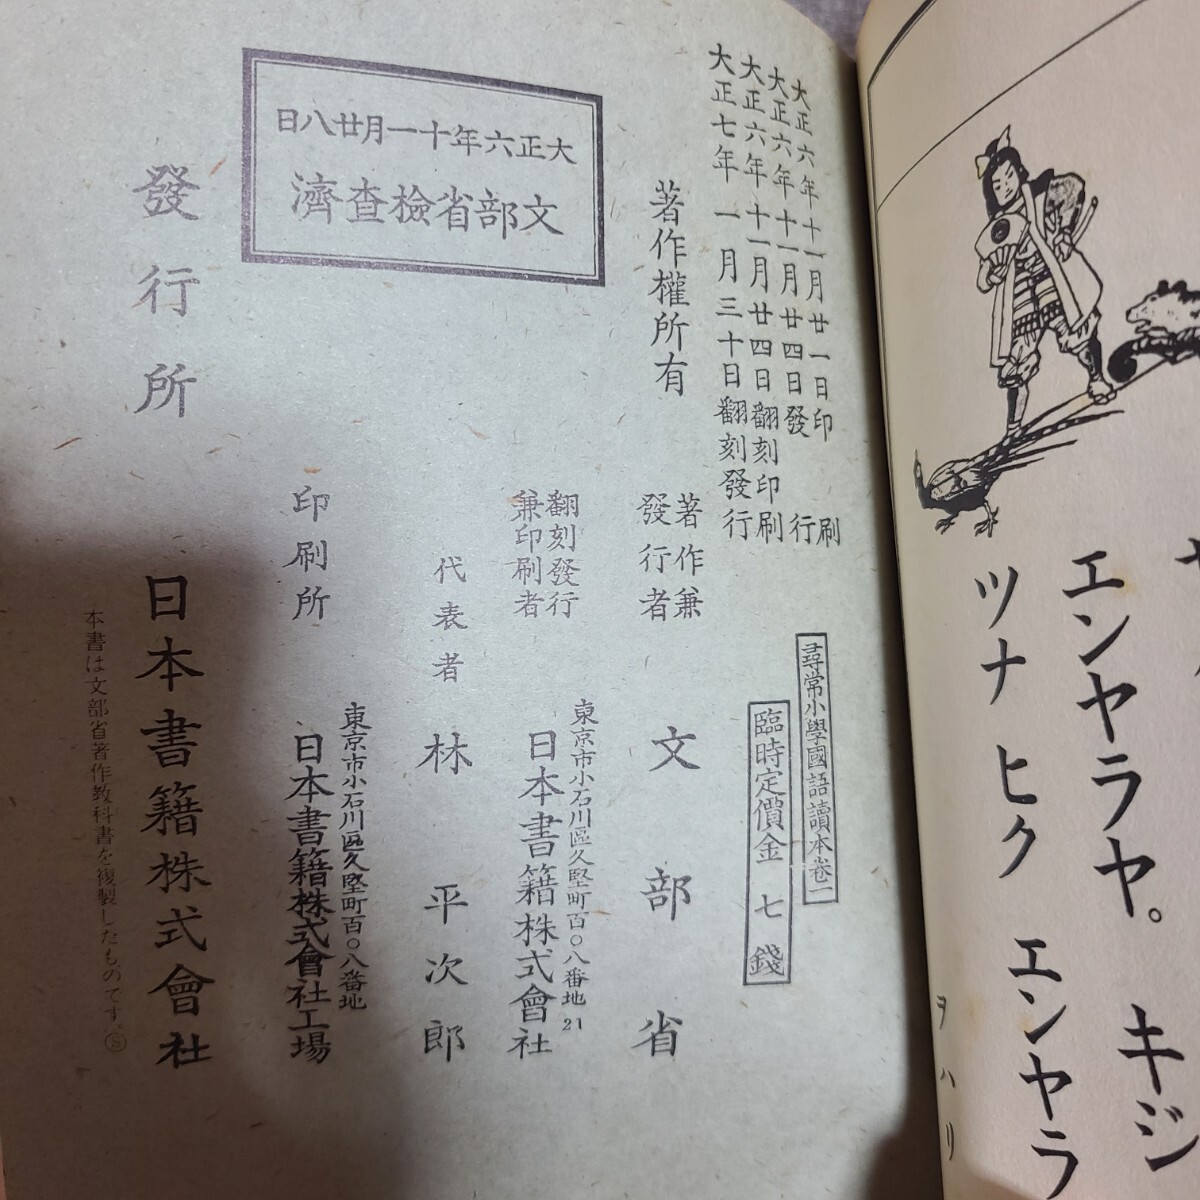 エンヤラヤ。 キジ
ツナ ヒク エンヤラ
ヲハリ
大正六年十一月廿一日印刷
大正六年十一月廿四日發行
大正六年十一月廿四日翻刻印刷
大正七年一月三十日翻刻發行
尋常小學國語讀本卷一
臨時定價金七錢
著作權所有
著作兼
發行者
文部省
翻刻發行
兼印刷者
東京市小石川區久堅町百〇八番地 21
日本書籍株式會社
代表者 林平次郎
印刷所
東京市小石川區久堅町百〇八番地
日本書籍株式會社工場
日八廿月一十年六正大
濟査檢省部文
發行所 日本書籍株式會社
本書は文部省著作教科書を複製したものです。Ⓢ